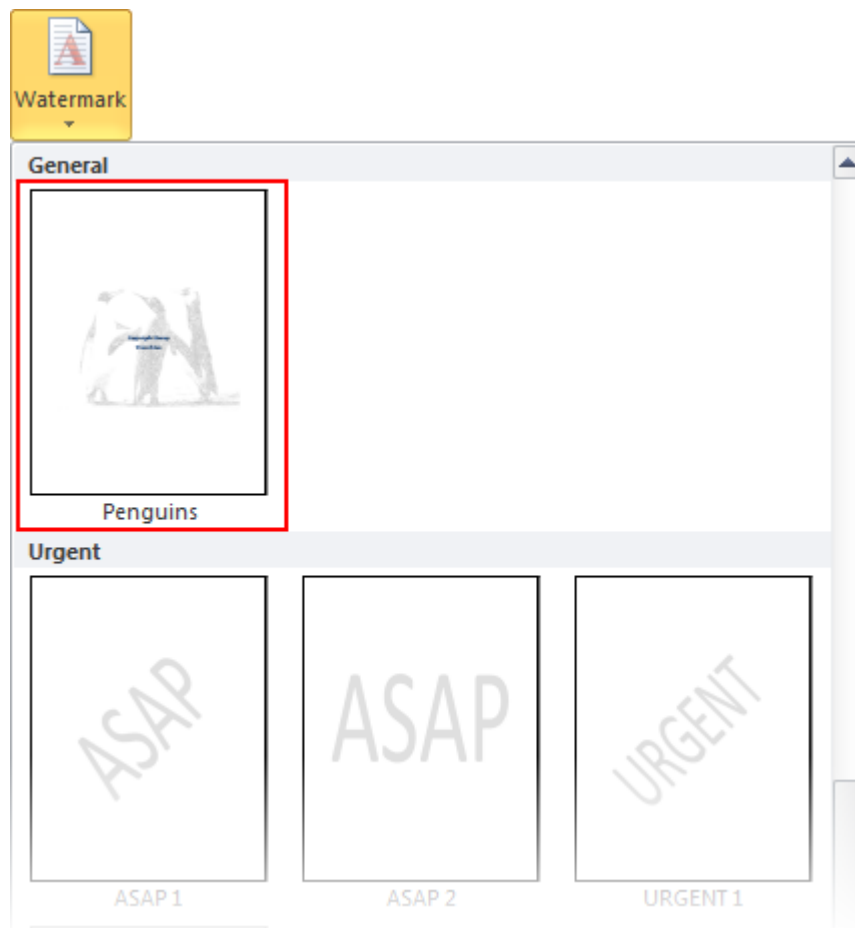 Watermark
General
Penguins
Urgent
ASAP
ASAP
URGENT
ASAP 1
ASAP 2
URGENT 1